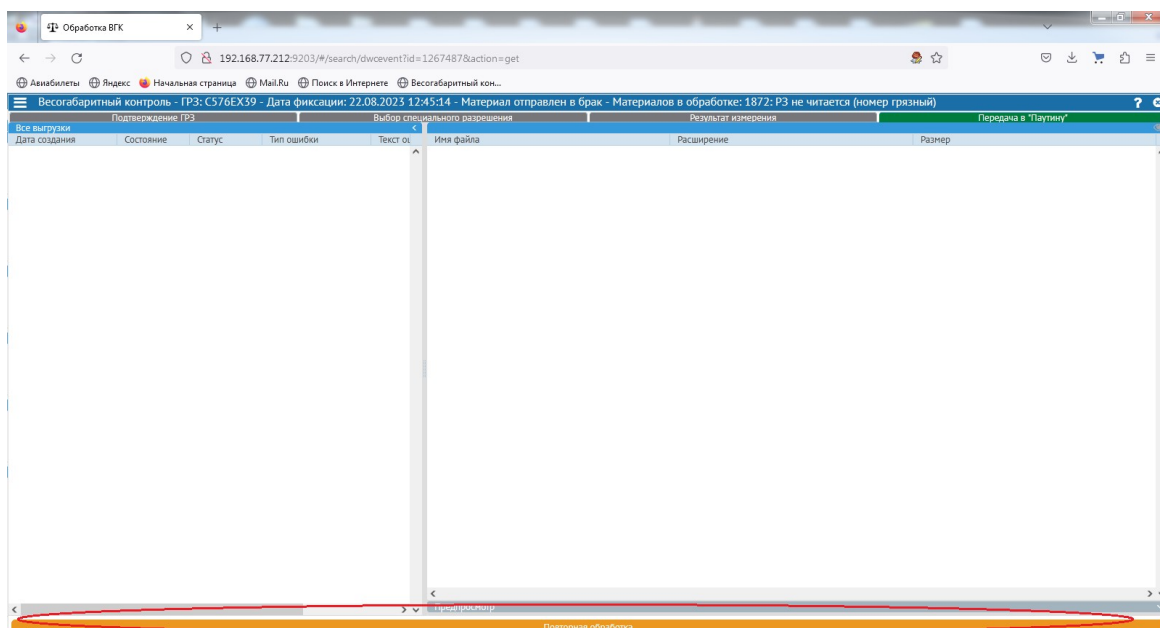 Обработка ВГК
192.168.77.212:9203/#/search/dwcevent?id=1267487&action=get
Авиабилеты Яндекс Начальная страница Mail.Ru Поиск в Интернете Весогабаритный кон...
Весогабаритный контроль - ГРЗ: С576ЕХ39 - Дата фиксации: 22.08.2023 12:45:14 - Материал отправлен в брак - Материалов в обработке: 1872: РЗ не читается (номер грязный)
Подтверждение ГРЗ Выбор специального разрешения Результат измерения Передача в "Паутину"
Все выгрузки
Дата создания Состояние Статус Тип ошибки Текст ош Имя файла Расширение Размер
Предпросмотр
Повторная обработка